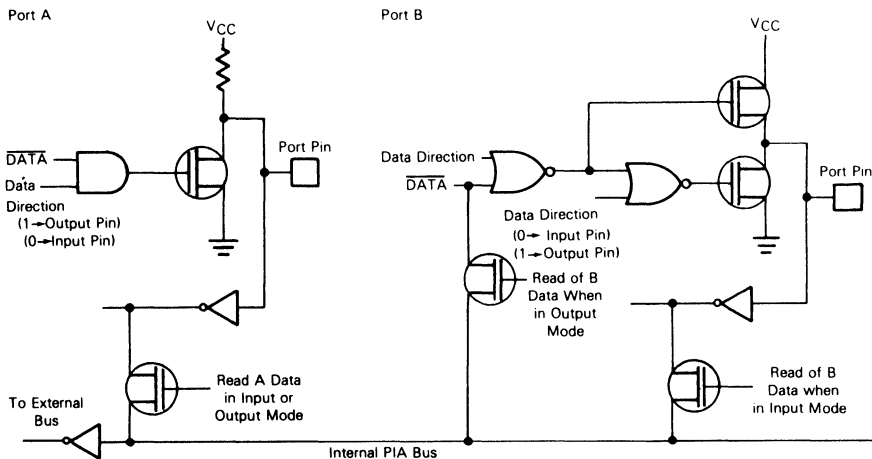 Port A
VCC
Port Pin
DATA
Data
Direction
(1→Output Pin)
(0→Input Pin)
Read A Data
in Input or
Output Mode
To External
Bus
Internal PIA Bus
Port B
VCC
Data Direction
DATA
Port Pin
Data Direction
(0→ Input Pin)
(1→Output Pin)
Read of B
Data When
in Output
Mode
Read of B
Data when
in Input Mode